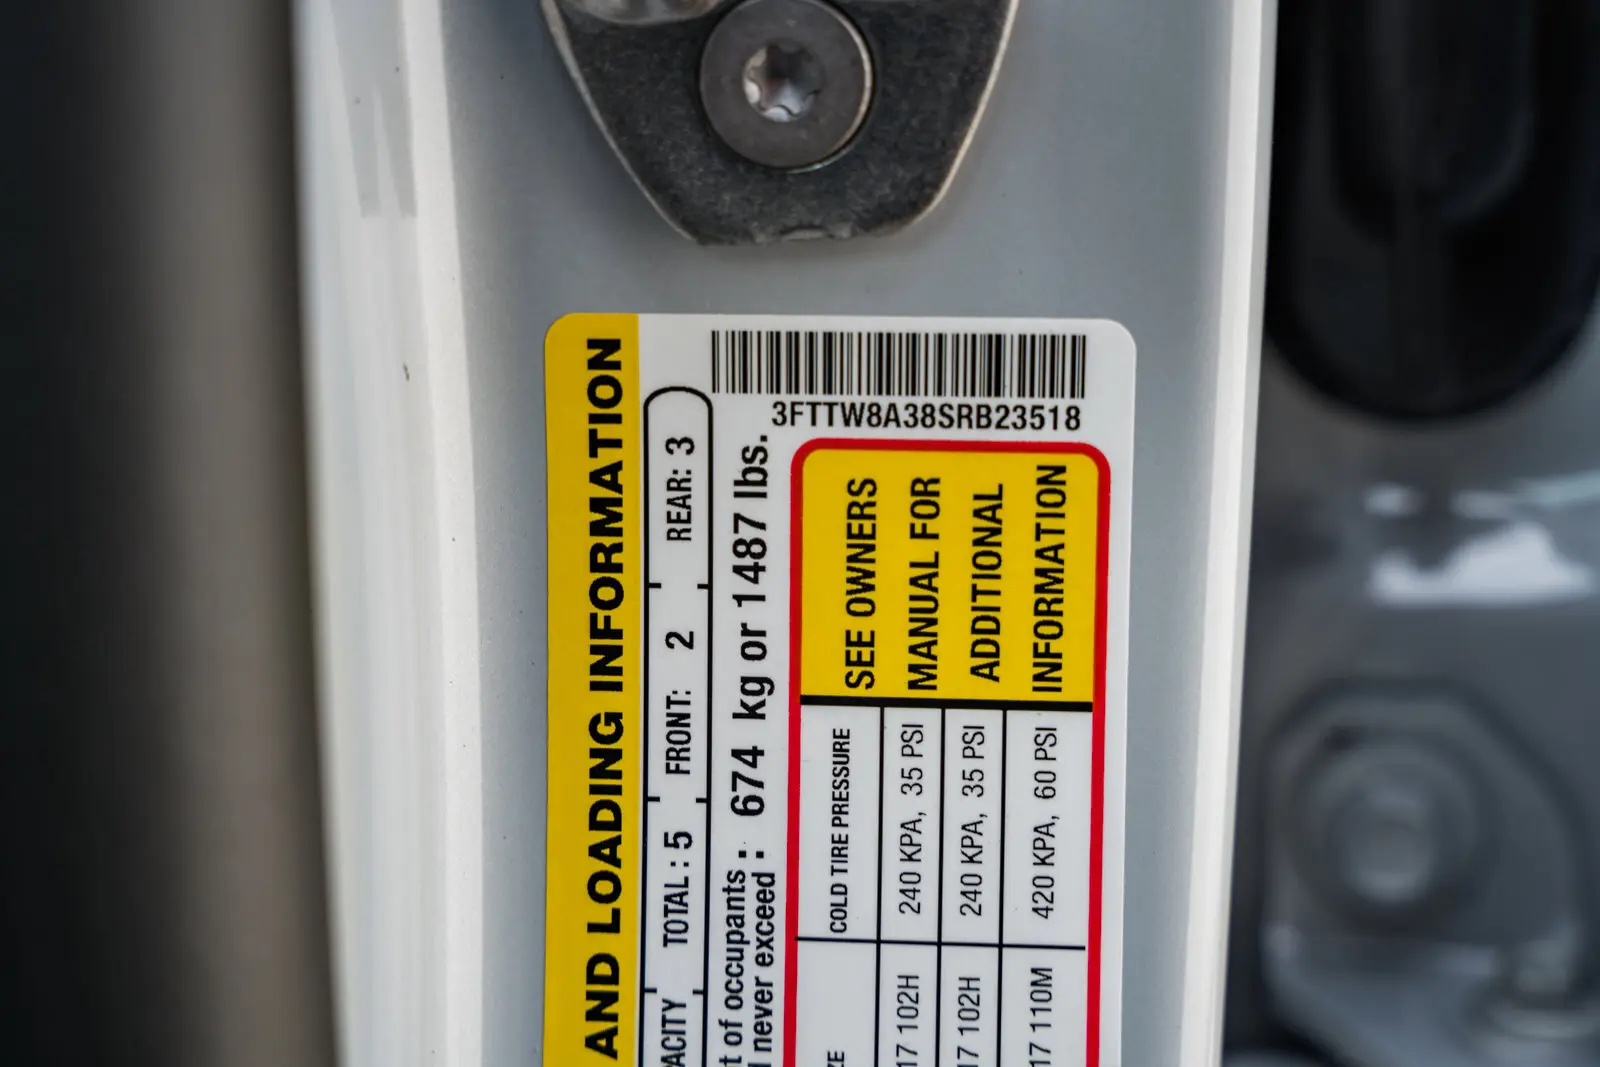 3FTTW8A38SRB23518
AND LOADING INFORMATION
TOTAL : 5 FRONT: 2 REAR: 3
t of occupants : 674 kg or 1487 lbs.
never exceed :
COLD TIRE PRESSURE
17 102H 240 KPA, 35 PSI
17 102H 240 KPA, 35 PSI
17 110M 420 KPA, 60 PSI
SEE OWNERS
MANUAL FOR
ADDITIONAL
INFORMATION